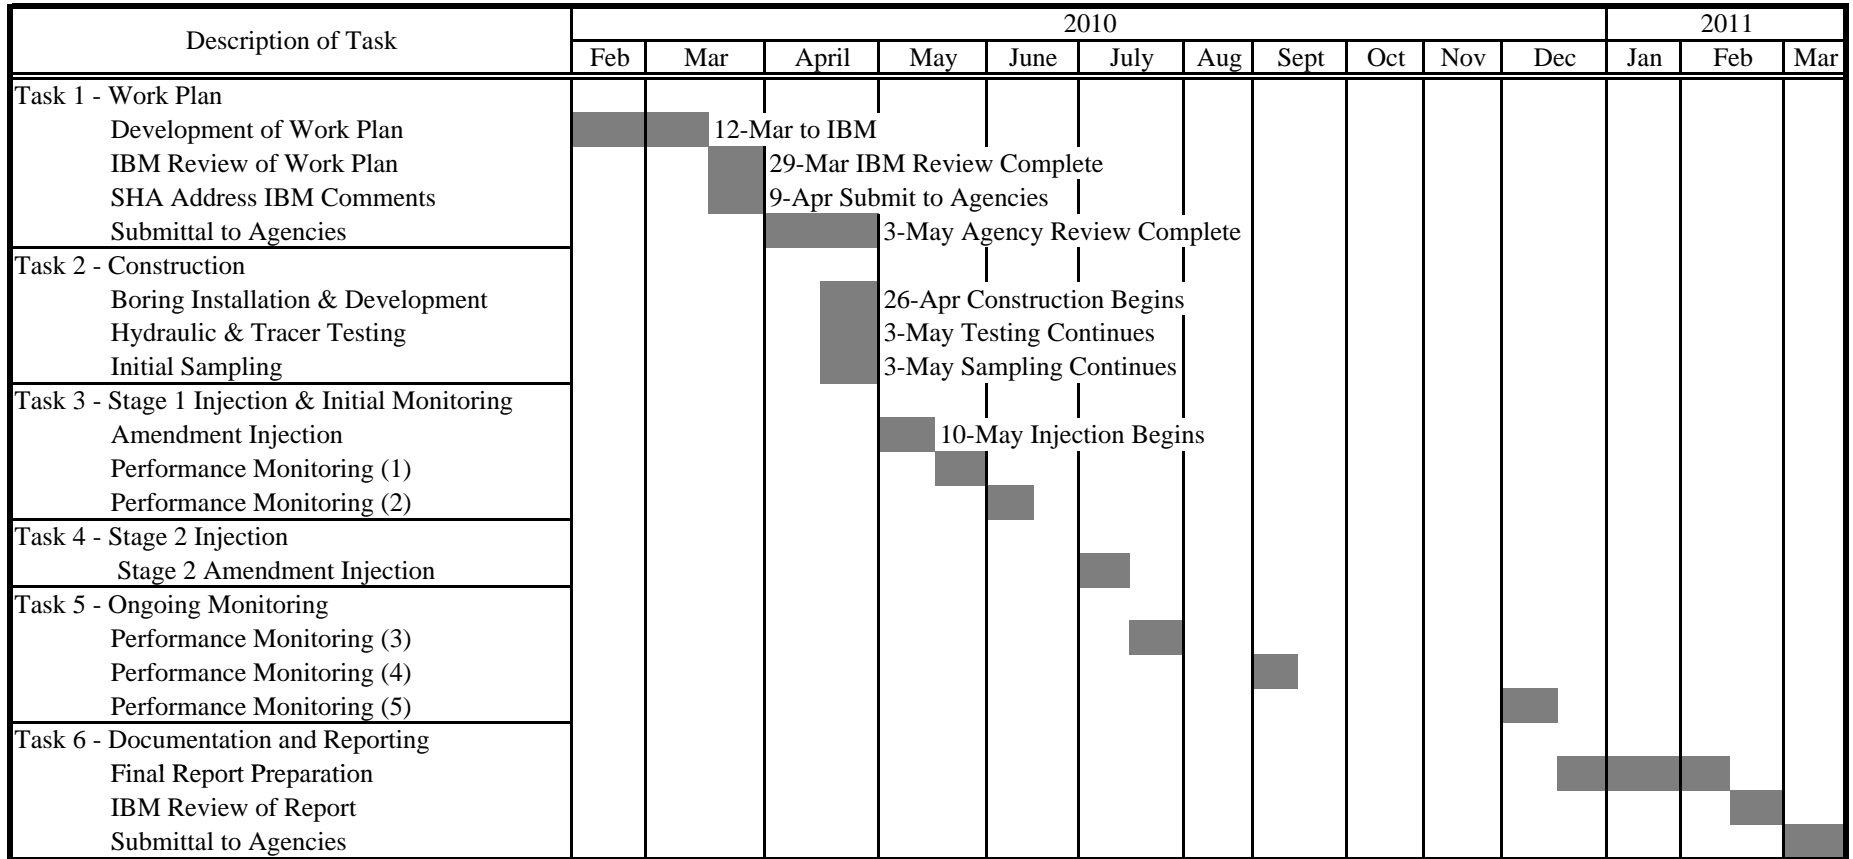 Description of Task 2010 2011
Feb Mar April May June July Aug Sept Oct Nov Dec Jan Feb Mar
Task 1 - Work Plan
Development of Work Plan 12-Mar to IBM
IBM Review of Work Plan 29-Mar IBM Review Complete
SHA Address IBM Comments 9-Apr Submit to Agencies
Submittal to Agencies 3-May Agency Review Complete
Task 2 - Construction
Boring Installation & Development 26-Apr Construction Begins
Hydraulic & Tracer Testing 3-May Testing Continues
Initial Sampling 3-May Sampling Continues
Task 3 - Stage 1 Injection & Initial Monitoring
Amendment Injection 10-May Injection Begins
Performance Monitoring (1)
Performance Monitoring (2)
Task 4 - Stage 2 Injection
Stage 2 Amendment Injection
Task 5 - Ongoing Monitoring
Performance Monitoring (3)
Performance Monitoring (4)
Performance Monitoring (5)
Task 6 - Documentation and Reporting
Final Report Preparation
IBM Review of Report
Submittal to Agencies